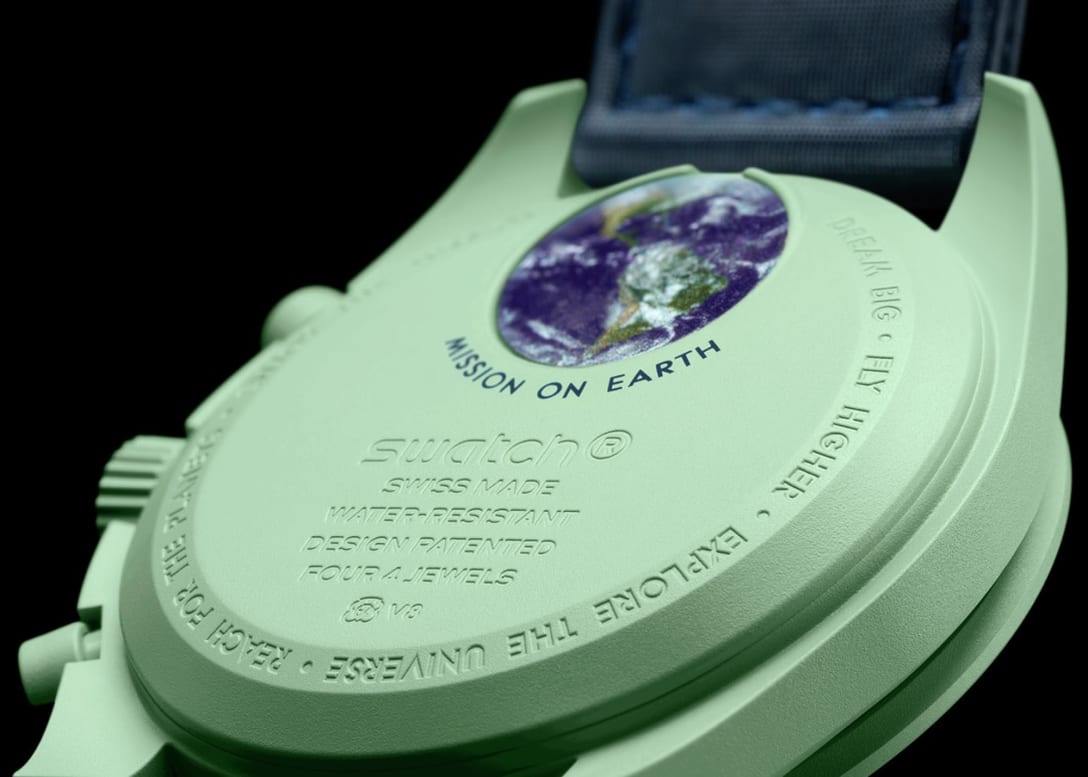 MISSION ON EARTH
swatch®
SWISS MADE
WATER-RESISTANT
DESIGN PATENTED
FOUR 4 JEWELS
V8
DREAM BIG • FLY HIGHER • EXPLORE THE UNIVERSE • REACH FOR THE PLANETS •